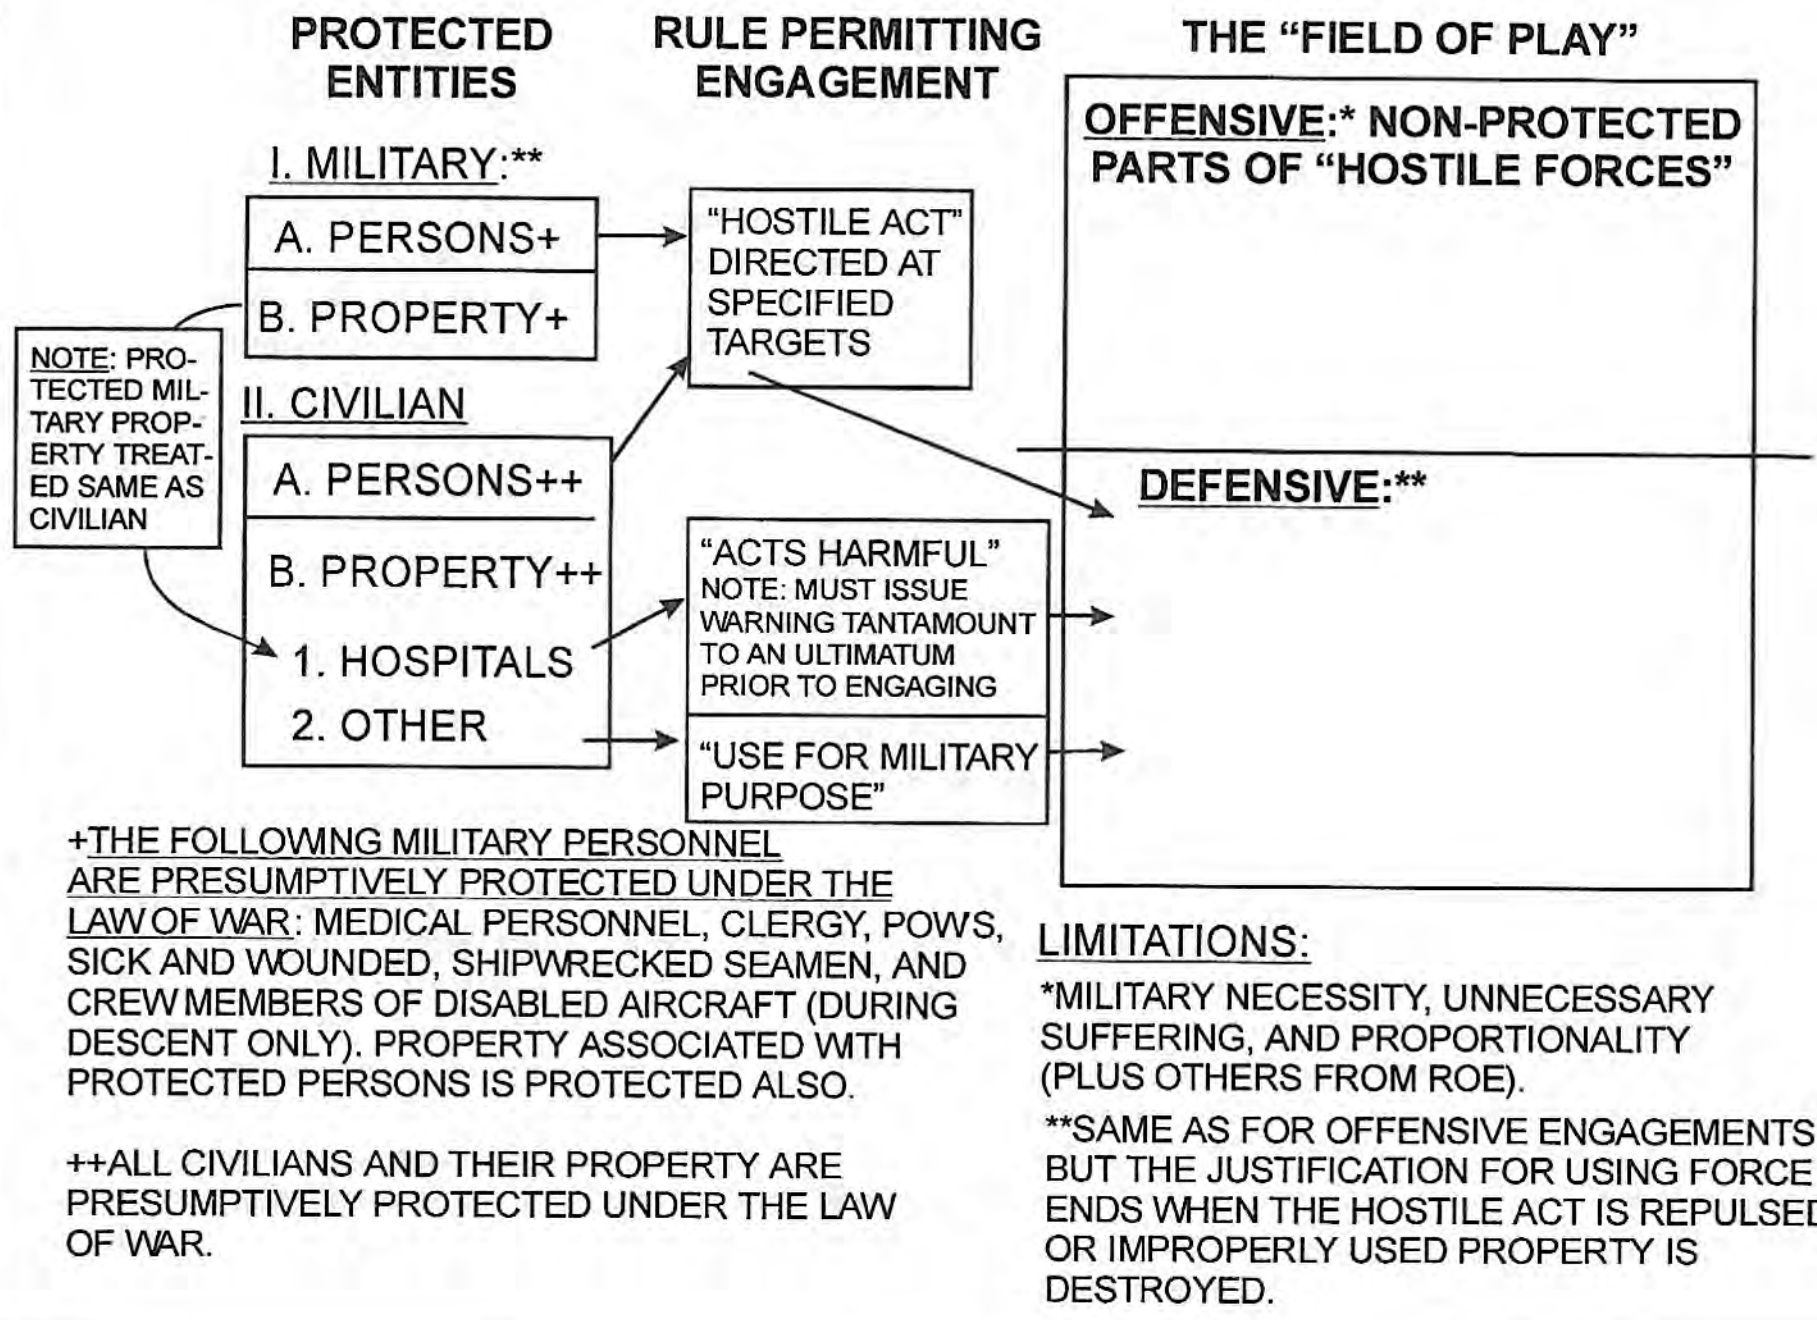 PROTECTED
ENTITIES
RULE PERMITTING
ENGAGEMENT
THE “FIELD OF PLAY”
I. MILITARY:**
A. PERSONS+
B. PROPERTY+
NOTE: PRO-
TECTED MIL-
TARY PROP-
ERTY TREAT-
ED SAME AS
CIVILIAN
II. CIVILIAN
A. PERSONS++
B. PROPERTY++
1. HOSPITALS
2. OTHER
“HOSTILE ACT”
DIRECTED AT
SPECIFIED
TARGETS
“ACTS HARMFUL”
NOTE: MUST ISSUE
WARNING TANTAMOUNT
TO AN ULTIMATUM
PRIOR TO ENGAGING
“USE FOR MILITARY
PURPOSE”
OFFENSIVE:* NON-PROTECTED
PARTS OF “HOSTILE FORCES”
DEFENSIVE:**
+THE FOLLOWING MILITARY PERSONNEL
ARE PRESUMPTIVELY PROTECTED UNDER THE
LAW OF WAR: MEDICAL PERSONNEL, CLERGY, POW'S,
SICK AND WOUNDED, SHIPWRECKED SEAMEN, AND
CREW MEMBERS OF DISABLED AIRCRAFT (DURING
DESCENT ONLY). PROPERTY ASSOCIATED WITH
PROTECTED PERSONS IS PROTECTED ALSO.
++ALL CIVILIANS AND THEIR PROPERTY ARE
PRESUMPTIVELY PROTECTED UNDER THE LAW
OF WAR.
LIMITATIONS:
*MILITARY NECESSITY, UNNECESSARY
SUFFERING, AND PROPORTIONALITY
(PLUS OTHERS FROM ROE).
**SAME AS FOR OFFENSIVE ENGAGEMENTS
BUT THE JUSTIFICATION FOR USING FORCE
ENDS WHEN THE HOSTILE ACT IS REPULSED
OR IMPROPERLY USED PROPERTY IS
DESTROYED.